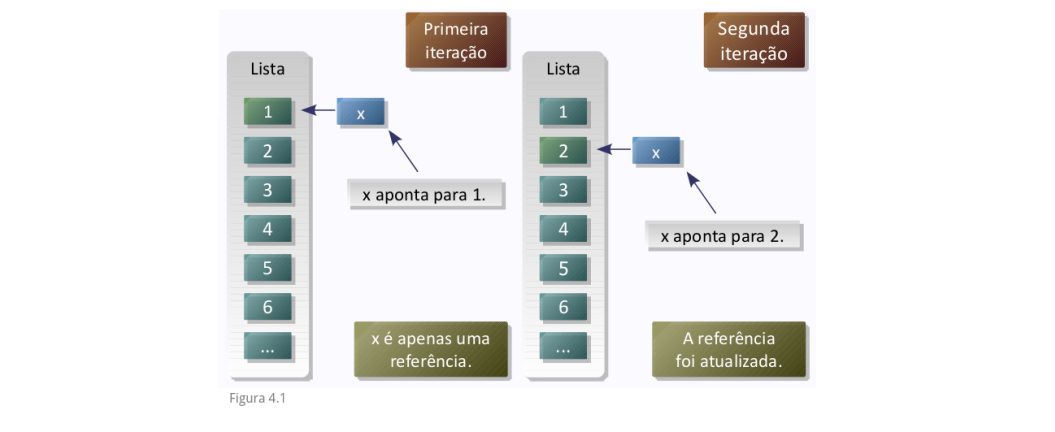 Primeira
iteração
Lista
1
x
2
3
x aponta para 1.
4
5
6
...
x é apenas uma
referência.
Segunda
iteração
Lista
1
2
x
3
4
x aponta para 2.
5
6
...
A referência
foi atualizada.
Figura 4.1